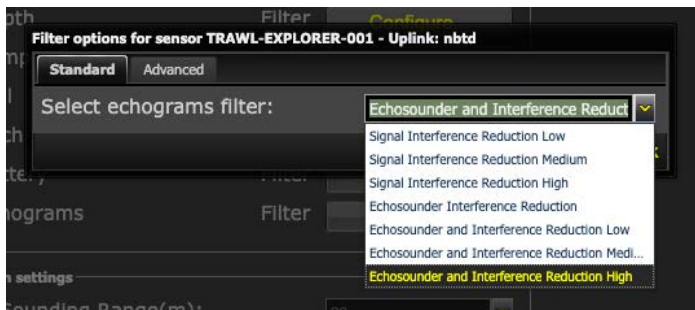 Filter
Configure
Filter options for sensor TRAWL-EXPLORER-001 - Uplink: nbtd
Standard Advanced
Select echograms filter: Echosounder and Interference Reduct
Signal Interference Reduction Low
Signal Interference Reduction Medium
Signal Interference Reduction High
Echosounder Interference Reduction
Echosounder and Interference Reduction Low
Echosounder and Interference Reduction Medi...
Echosounder and Interference Reduction High
ograms Filter
settings
ounding Range(m):